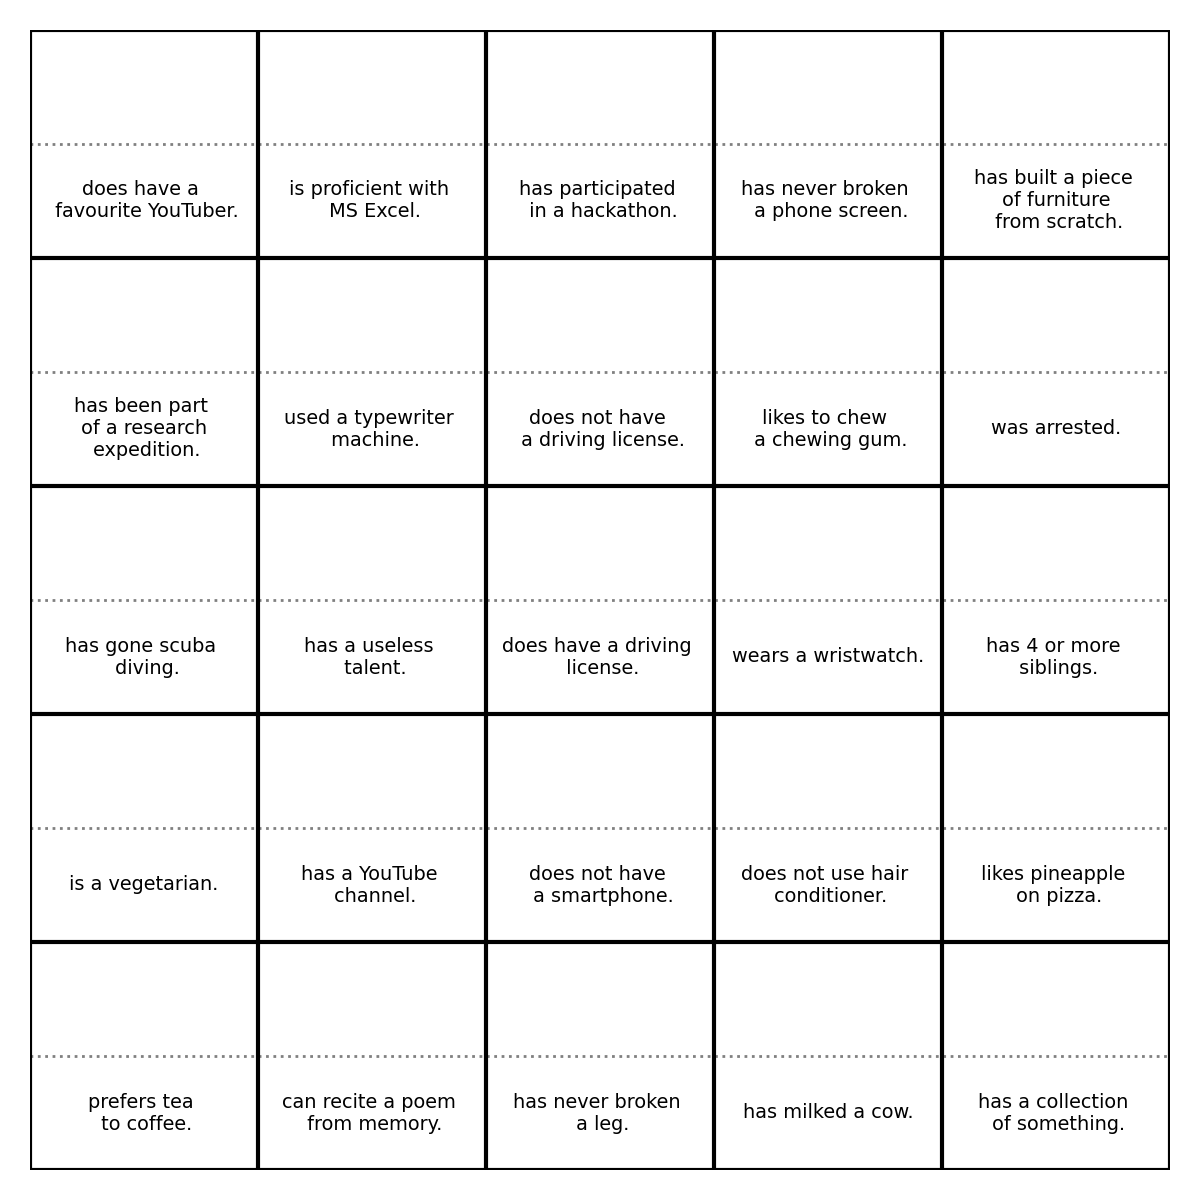 does have a
favourite YouTuber.
is proficient with
MS Excel.
has participated
in a hackathon.
has never broken
a phone screen.
has built a piece
of furniture
from scratch.
has been part
of a research
expedition.
used a typewriter
machine.
does not have
a driving license.
likes to chew
a chewing gum.
was arrested.
has gone scuba
diving.
has a useless
talent.
does have a driving
license.
wears a wristwatch.
has 4 or more
siblings.
is a vegetarian.
has a YouTube
channel.
does not have
a smartphone.
does not use hair
conditioner.
likes pineapple
on pizza.
prefers tea
to coffee.
can recite a poem
from memory.
has never broken
a leg.
has milked a cow.
has a collection
of something.